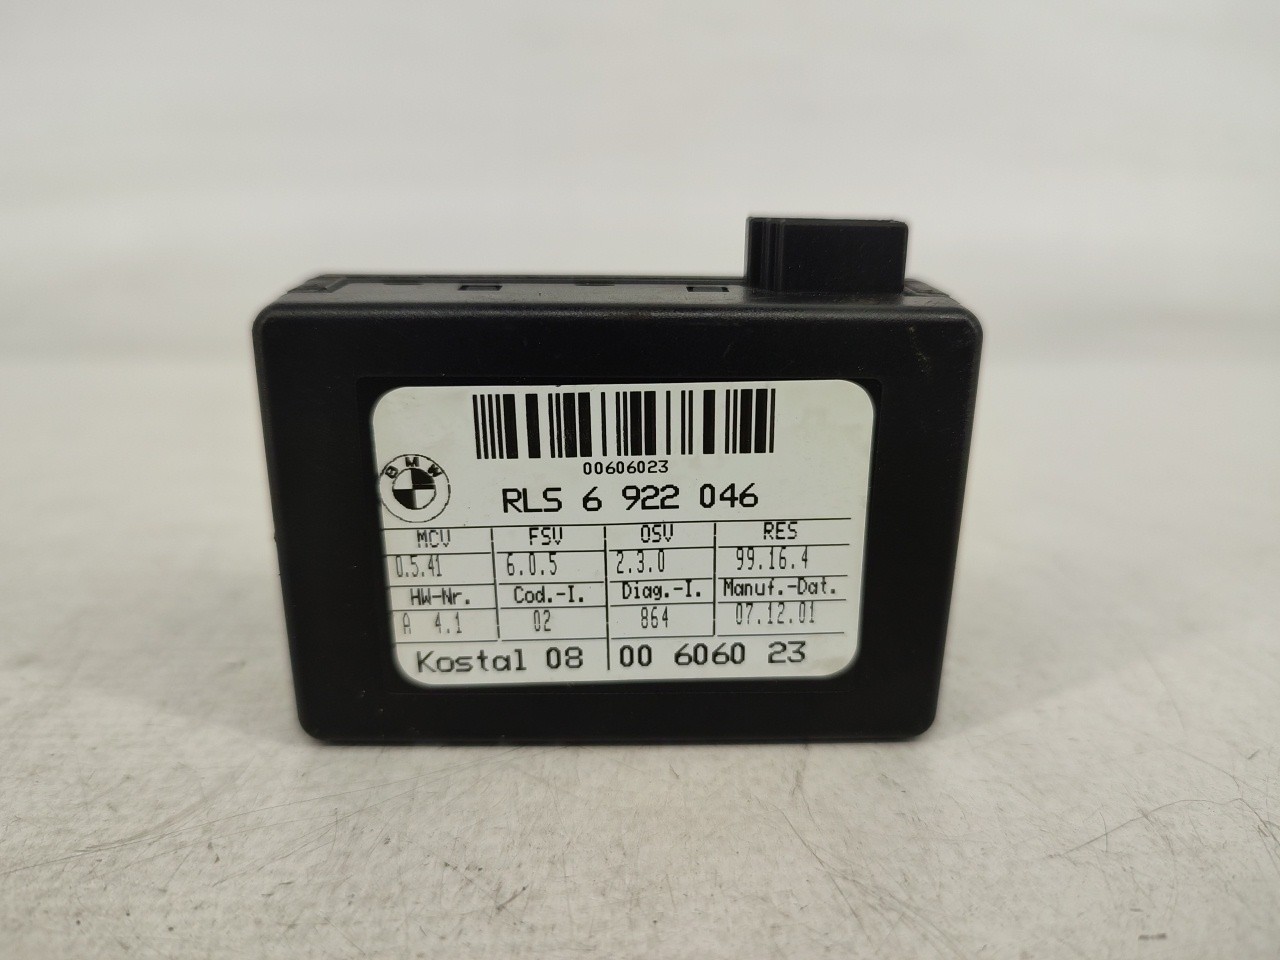 00606023
BMW
RLS 6 922 046
MCV FSV OSV RES
0.5.41 6.0.5 2.3.0 99.16.4
HW-Nr. Cod.-I. Diag.-I. Manuf.-Dat.
A 4.1 02 864 07.12.01
Kostal 08 00 6060 23